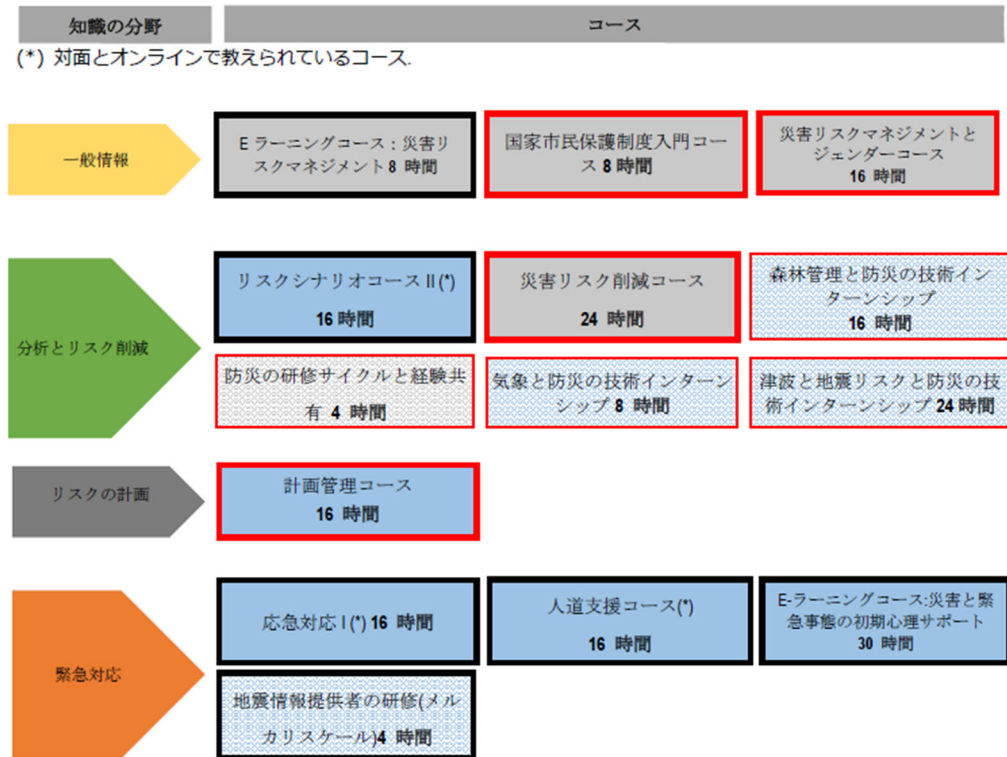 知識の分野
コース
(*) 対面とオンラインで教えられているコース.
一般情報
E ラーニングコース：災害リ
スクマネジメント 8 時間
国家市民保護制度入門コー
ス 8 時間
災害リスクマネジメントと
ジェンダーコース
16 時間
分析とリスク削減
リスクシナリオコース II (*)
16 時間
災害リスク削減コース
24 時間
森林管理と防災の技術イン
ターンシップ
16 時間
防災の研修サイクルと経験共
有 4 時間
気象と防災の技術インターン
シップ 8 時間
津波と地震リスクと防災の技
術インターンシップ 24 時間
リスクの計画
計画管理コース
16 時間
緊急対応
応急対応 I (*) 16 時間
人道支援コース(*)
16 時間
E-ラーニングコース:災害と緊
急事態の初期心理サポート
30 時間
地震情報提供者の研修(メル
カリスケール)4 時間